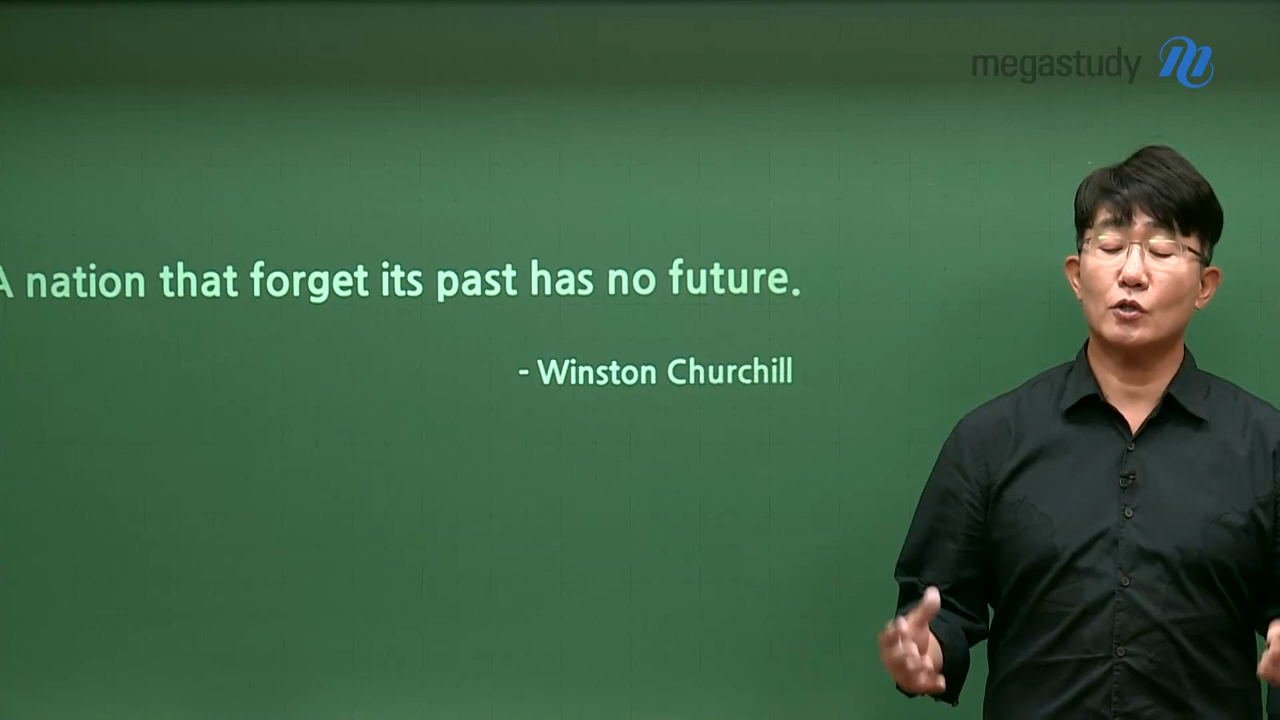 megastudy
A nation that forget its past has no future.
- Winston Churchill